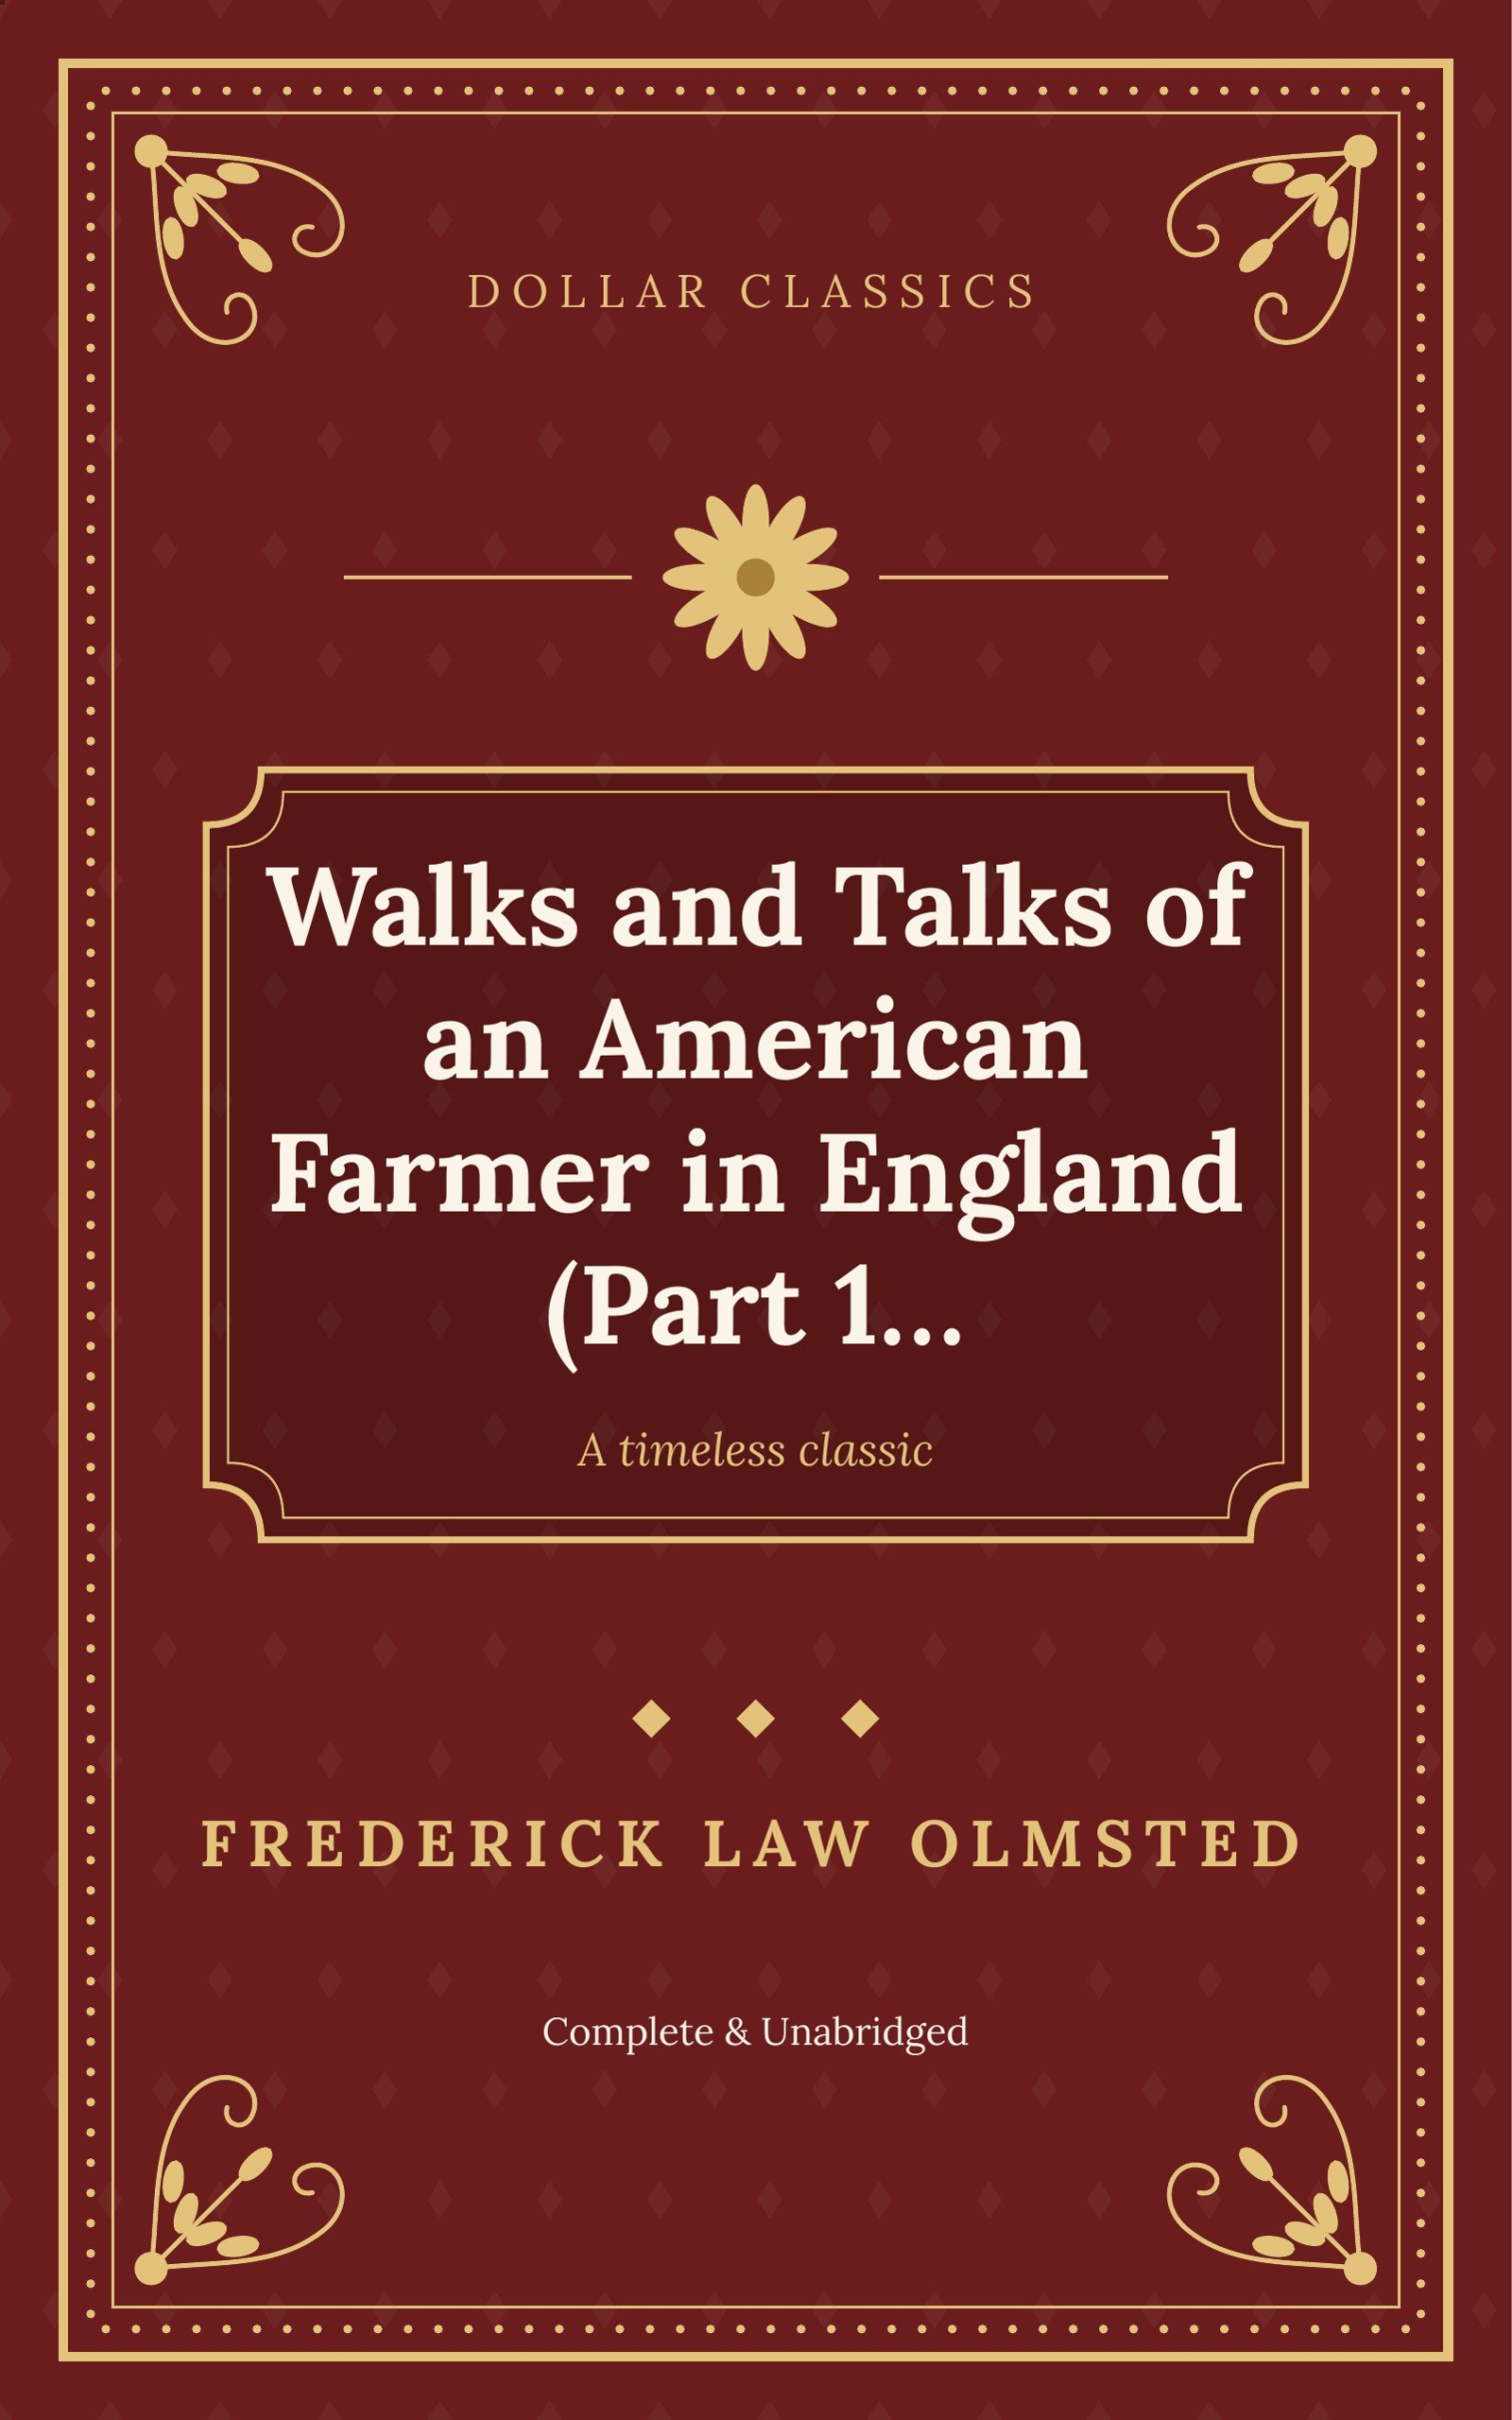 DOLLAR CLASSICS
Walks and Talks of
an American
Farmer in England
(Part 1...
A timeless classic
FREDERICK LAW OLMSTED
Complete & Unabridged